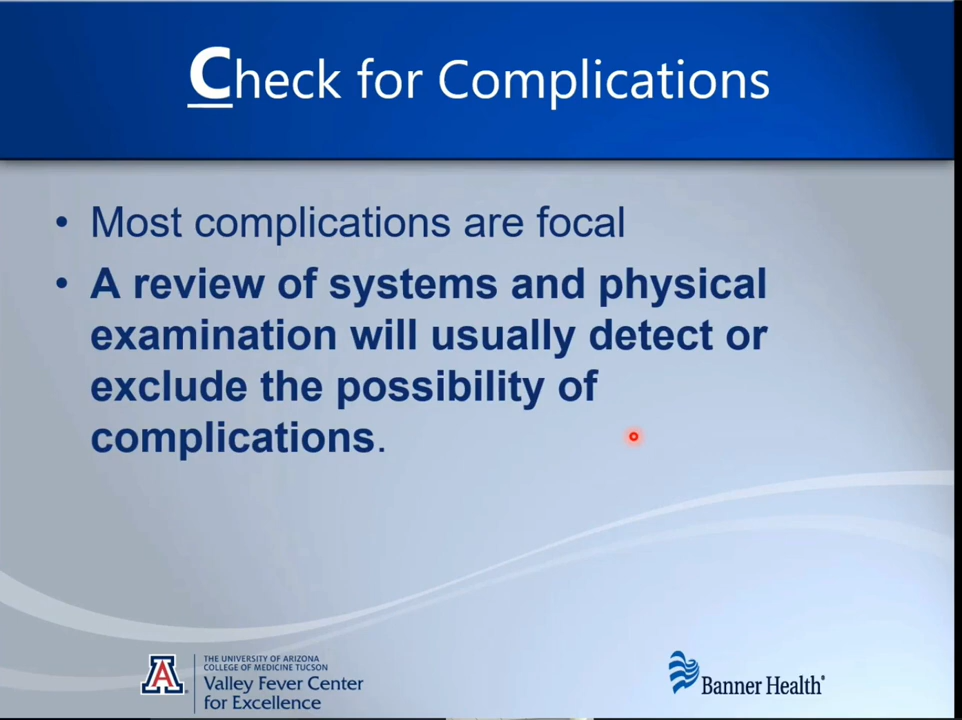 Check for Complications
• Most complications are focal
• A review of systems and physical
examination will usually detect or
exclude the possibility of
complications.
A
THE UNIVERSITY OF ARIZONA
COLLEGE OF MEDICINE TUCSON
Valley Fever Center
for Excellence
Banner Health®